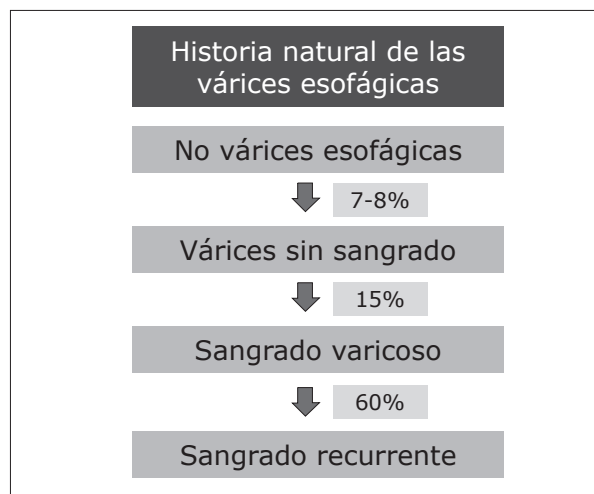 Historia natural de las
várices esofágicas
No várices esofágicas
7-8%
Várices sin sangrado
15%
Sangrado varicoso
60%
Sangrado recurrente